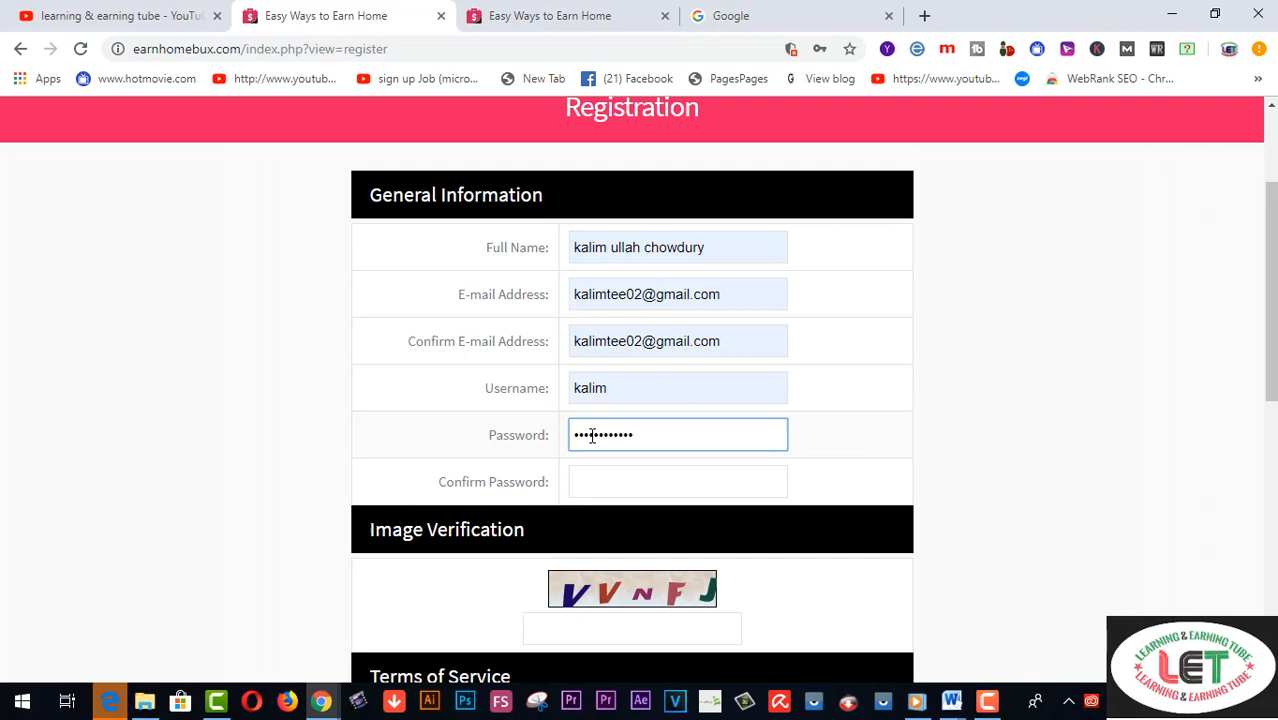 learning & earning tube - YouTu
Easy Ways to Earn Home
Easy Ways to Earn Home
Google
earnhomebux.com/index.php?view=register
Apps
www.hotmovie.com
http://www.youtub...
sign up Job (micro...
New Tab
(21) Facebook
PagesPages
View blog
https://www.youtub...
WebRank SEO - Chr...
Registration
General Information
Full Name:
kalim ullah chowdury
E-mail Address:
kalimtee02@gmail.com
Confirm E-mail Address:
kalimtee02@gmail.com
Username:
kalim
Password:
••••••••••••
Confirm Password:
Image Verification
V V N F J
Terms of Service
LEARNING & EARNING TUBE
LET
LEARNING & EARNING TUBE